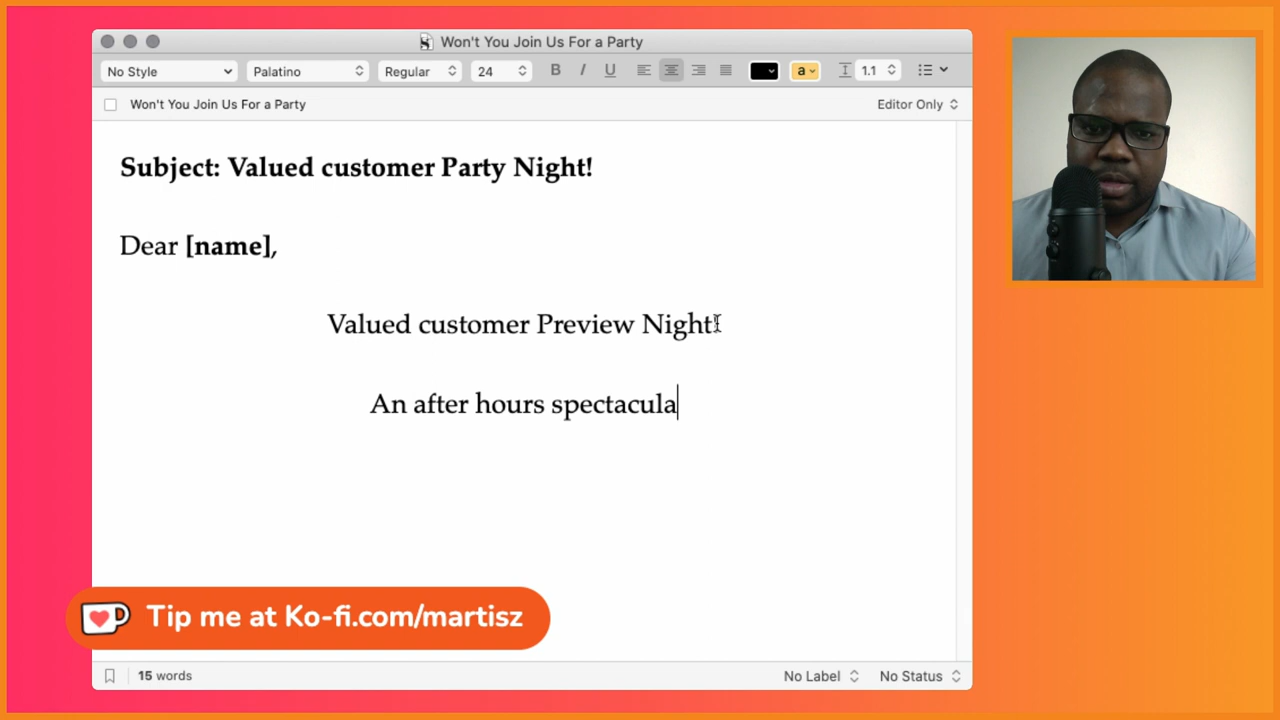 Won't You Join Us For a Party
No Style Palatino Regular 24 B I U a 1.1
Won't You Join Us For a Party Editor Only
Subject: Valued customer Party Night!
Dear [name],
Valued customer Preview Night
An after hours spectacula
Tip me at Ko-fi.com/martisz
15 words No Label No Status